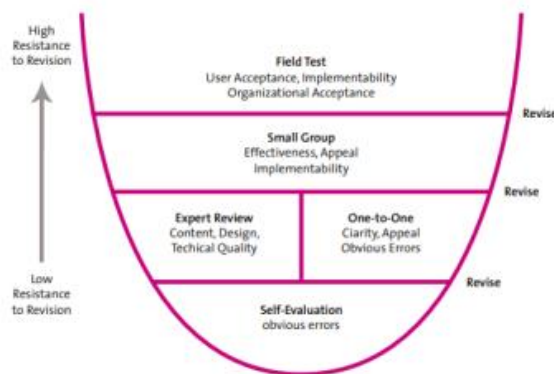 High
Resistance
to Revision
Field Test
User Acceptance, Implementability
Organizational Acceptance
Revise
Small Group
Effectiveness, Appeal
Implementability
Revise
Expert Review
Content, Design,
Techical Quality
One-to-One
Ciarity, Appeal
Obvious Errors
Revise
Low
Resistance
to Revision
Self-Evaluation
obvious errors